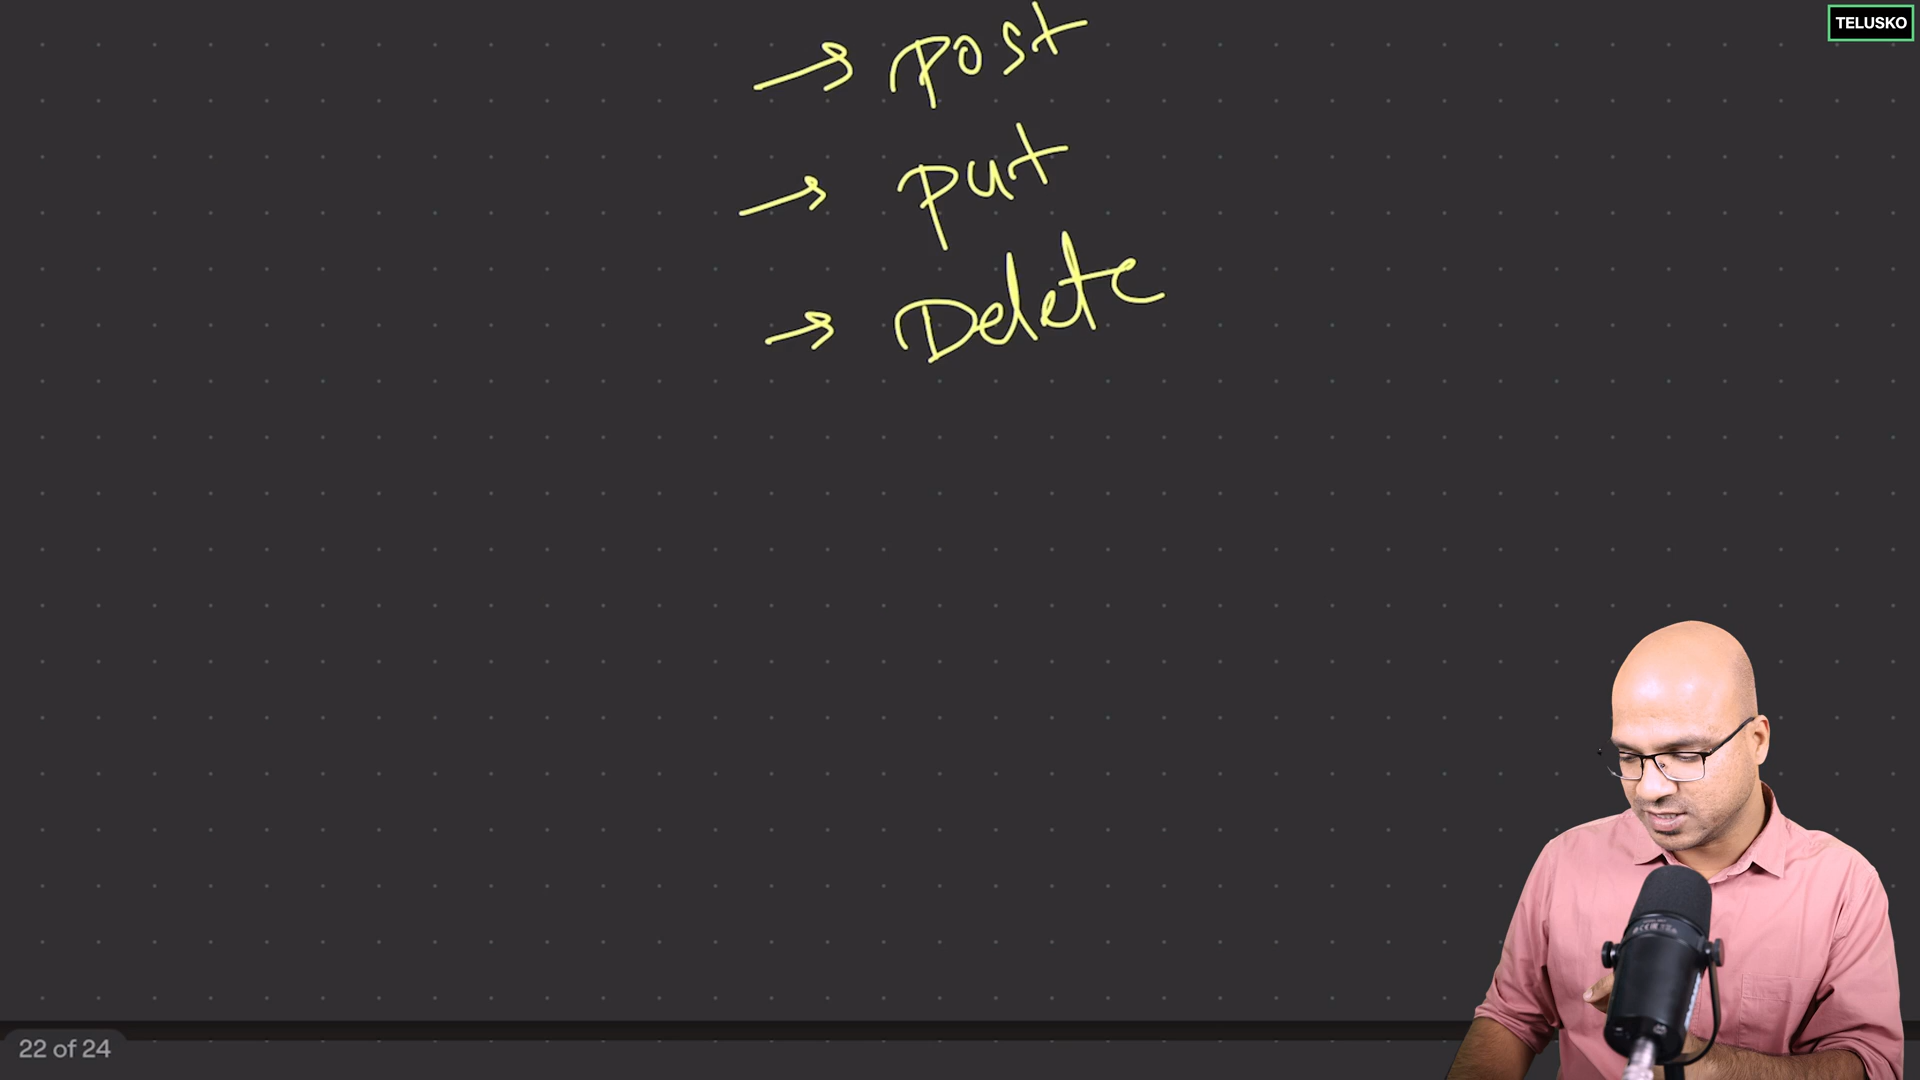 TELUSKO
→ Post
→ Put
→ Delete
22 of 24